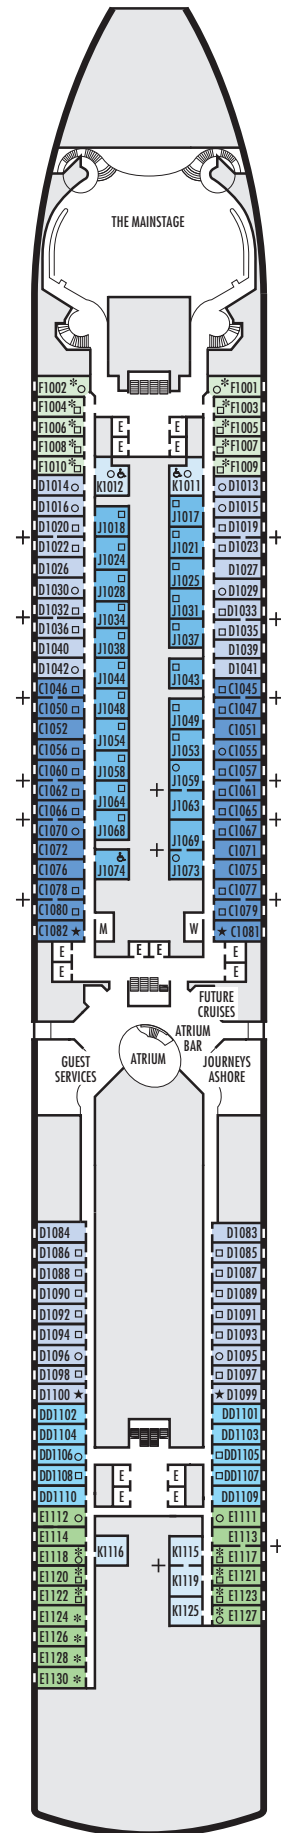 THE MAINSTAGE
F1002 F1001
F1004 F1003
E E
F1006 F1005
F1008 E E F1007
F1010 F1009
K1012 K1011
D1014 D1013
D1016 J1017 D1015
D1020 J1018 D1019
D1022 J1021 D1023
J1024
D1026 J1025 D1027
D1030 J1028 D1029
D1032 J1031 D1033
J1034
D1036 J1037 D1035
D1040 J1038 D1039
D1042 J1044 J1043 D1041
C1046 C1045
C1050 J1048 J1049 C1047
C1052 C1051
C1056 J1054 J1053 C1055
C1060 J1058 J1059 C1057
C1062 J1064 J1063 C1061
C1066 C1065
C1070 J1068 J1069 C1067
C1072 C1071
C1076 J1074 J1073 C1075
C1078 C1077
C1080 C1079
C1082 M W C1081
E E E E
E E
FUTURE
CRUISES
ATRIUM
BAR
GUEST
SERVICES
ATRIUM
JOURNEYS
ASHORE
D1084 D1083
D1086 D1085
D1088 D1087
D1090 D1089
D1092 D1091
D1094 D1093
D1096 D1095
D1098 D1097
D1100 D1099
DD1102 DD1101
DD1104 DD1103
DD1106 DD1105
DD1108 E E DD1107
DD1110 E E DD1109
E1112 E1111
E1114 E1113
E1118 K1116 K1115 E1117
E1120 K1119 E1121
E1122 E1123
E1124 K1125 E1127
E1126
E1128
E1130